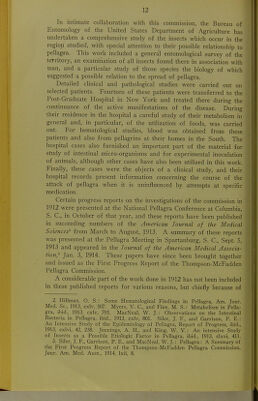 12
In intimate collaboration with this commission, the Bureau of
Entomology of the United States Department of Agriculture has
undertaken a comprehensive study of the insects which occur in the
region studied, with special attention to their possible relationship to
pellagra. This work included a general entomological survey of the
territory, an examination of all insects found there in association with
man, and a particular study of those species the biology of which
suggested a possible relation to the spread of pellagra.
Detailed clinical and pathological studies were carried out on
selected patients. Fourteen of these patients were transferred to the
Post-Graduate Hospital in New York and treated there during the
continuance of the active manifestations of the disease. During
their residence in the hospital a careful study of their metabolism in
general and, in particular, of the utilization of foods, was carried
out. For hematological studies, blood was obtained from these
patients and also from pellagrins at their homes in the South. The
hospital cases also furnished an important part of the material for
study of intestinal micro-organisms and for experimental inoculation
of animals, although other cases have also been utilized in this work.
Finally, these cases were the objects of a clinical study, and their
hospital records present information concerning the course of the
attack of pellagra when it is uninfluenced by attempts at specific
medication.
Certain progress reports on the investigations of the commission in
1912 were presented at the National Pellagra Conference at Columbia,
S. C., in October of that year, and these reports have been published
in succeeding numbers of the American Journal of the Medical
Sciences² from March to August, 1913. A summary of these reports
was presented at the Pellagra Meeting in Spartanburg, S. C., Sept. 3,
1913 and appeared in the Journal of the American Medical Associa-
tion,³ Jan. 3, 1914. These papers have since been brought together
and issued as the First Progress Report of the Thompson-McFadden
Pellagra Commission.
A considerable part of the work done in 1912 has not been included
in these published reports for various reasons, but chiefly because of
2. Hillman, O. S.: Some Hematological Findings in Pellagra, Am. Jour.
Med. Sc., 1913, cxlv, 507. Myers, V. C., and Fine, M. S.: Metabolism in Pella-
gra, ibid., 1913, cxlv, 705. MacNeal, W. J.: Observations on the Intestinal
Bacteria in Pellagra, ibid., 1913, cxlv, 801. Siler, J. F., and Garrison, P. E.:
An Intensive Study of the Epidemiology of Pellagra, Report of Progress, ibid.,
1913, cxlvi, 42, 238. Jennings, A. H., and King, W. V.: An intensive Study
of Insects as a Possible Etiologic Factor in Pellagra, ibid., 1913, cxlvi, 411.
3. Siler, J. F., Garrison, P. E., and MacNeal, W. J.: Pellagra: A Summary of
the First Progress Report of the Thompson-McFadden Pellagra Commission,
Jour. Am. Med. Assn., 1914, lxii, 8.